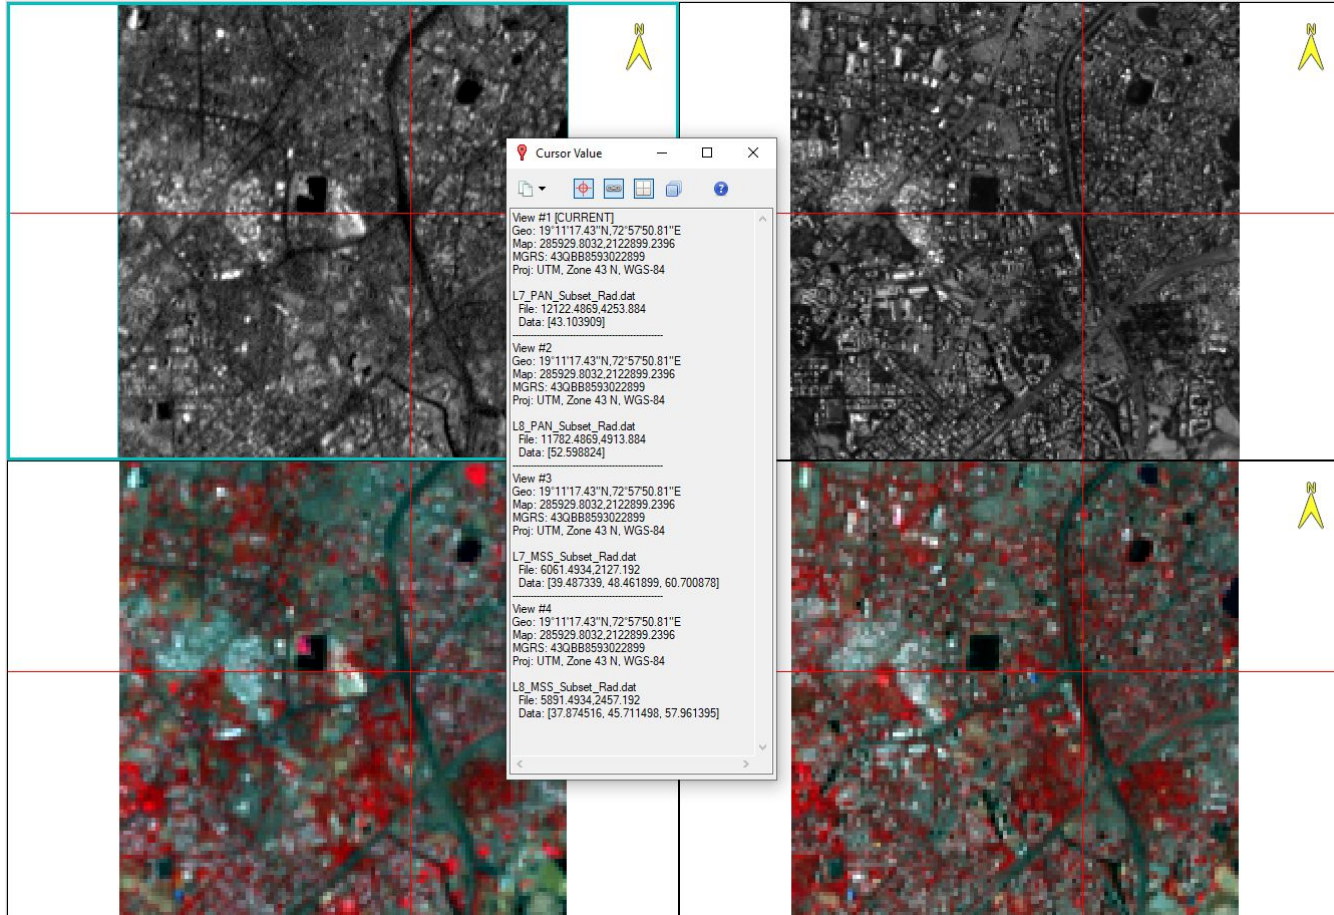 N
N
N
Cursor Value
View #1 [CURRENT]
Geo: 19°11'17.43"N,72°57'50.81"E
Map: 285929.8032,2122899.2396
MGRS: 43QBB8593022899
Proj: UTM, Zone 43 N, WGS-84
L7_PAN_Subset_Rad.dat
File: 12122.4869,4253.884
Data: [43.103909]
----------------------------------------------------
View #2
Geo: 19°11'17.43"N,72°57'50.81"E
Map: 285929.8032,2122899.2396
MGRS: 43QBB8593022899
Proj: UTM, Zone 43 N, WGS-84
L8_PAN_Subset_Rad.dat
File: 11782.4869,4913.884
Data: [52.598824]
----------------------------------------------------
View #3
Geo: 19°11'17.43"N,72°57'50.81"E
Map: 285929.8032,2122899.2396
MGRS: 43QBB8593022899
Proj: UTM, Zone 43 N, WGS-84
L7_MSS_Subset_Rad.dat
File: 6061.4934,2127.192
Data: [39.487339, 48.461899, 60.700878]
----------------------------------------------------
View #4
Geo: 19°11'17.43"N,72°57'50.81"E
Map: 285929.8032,2122899.2396
MGRS: 43QBB8593022899
Proj: UTM, Zone 43 N, WGS-84
L8_MSS_Subset_Rad.dat
File: 5891.4934,2457.192
Data: [37.874516, 45.711498, 57.961395]